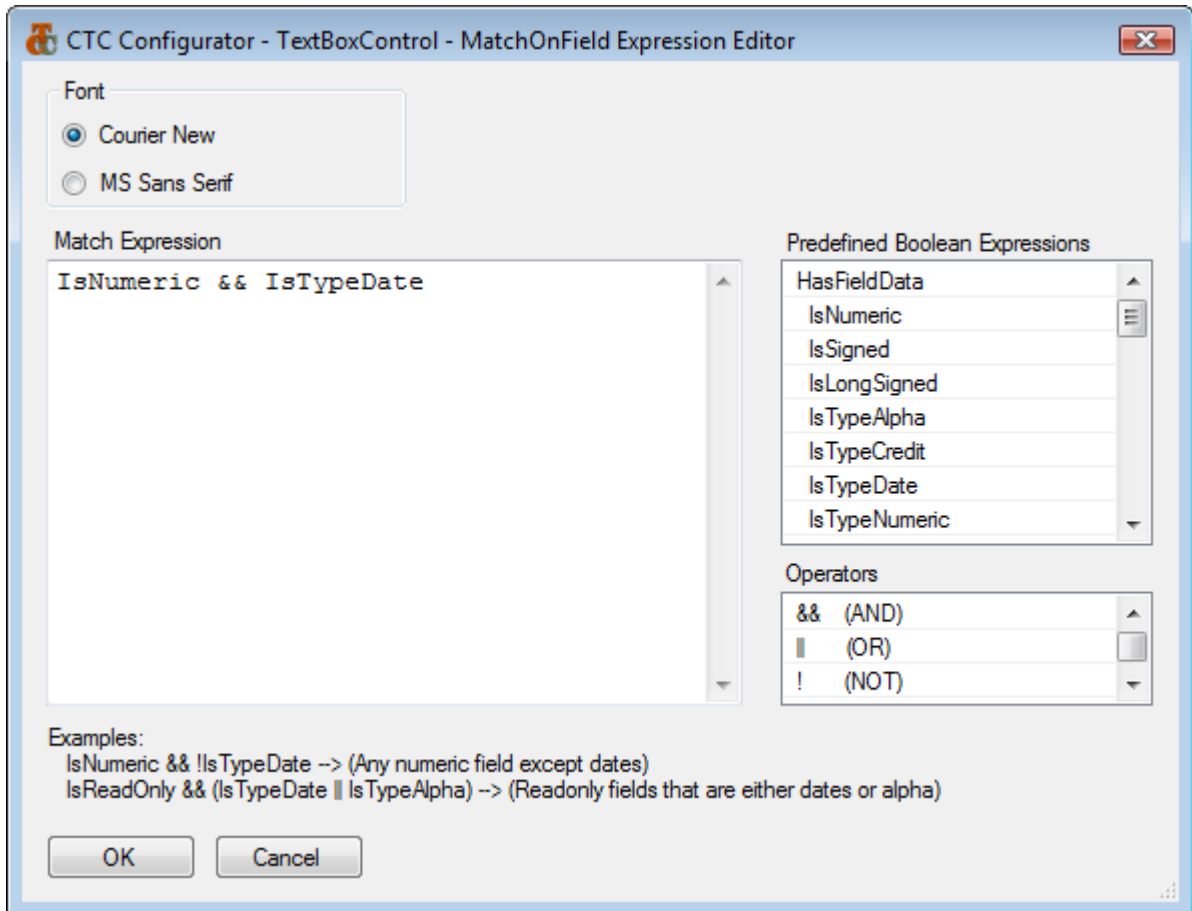 CTC Configurator - TextBoxControl - MatchOnField Expression Editor
Font
Courier New
MS Sans Serif
Match Expression
IsNumeric && IsTypeDate
Predefined Boolean Expressions
HasFieldData
IsNumeric
IsSigned
IsLongSigned
IsTypeAlpha
IsTypeCredit
IsTypeDate
IsTypeNumeric
Operators
&& (AND)
|| (OR)
! (NOT)
Examples:
IsNumeric && !IsTypeDate --> (Any numeric field except dates)
IsReadOnly && (IsTypeDate || IsTypeAlpha) --> (Readonly fields that are either dates or alpha)
OK
Cancel